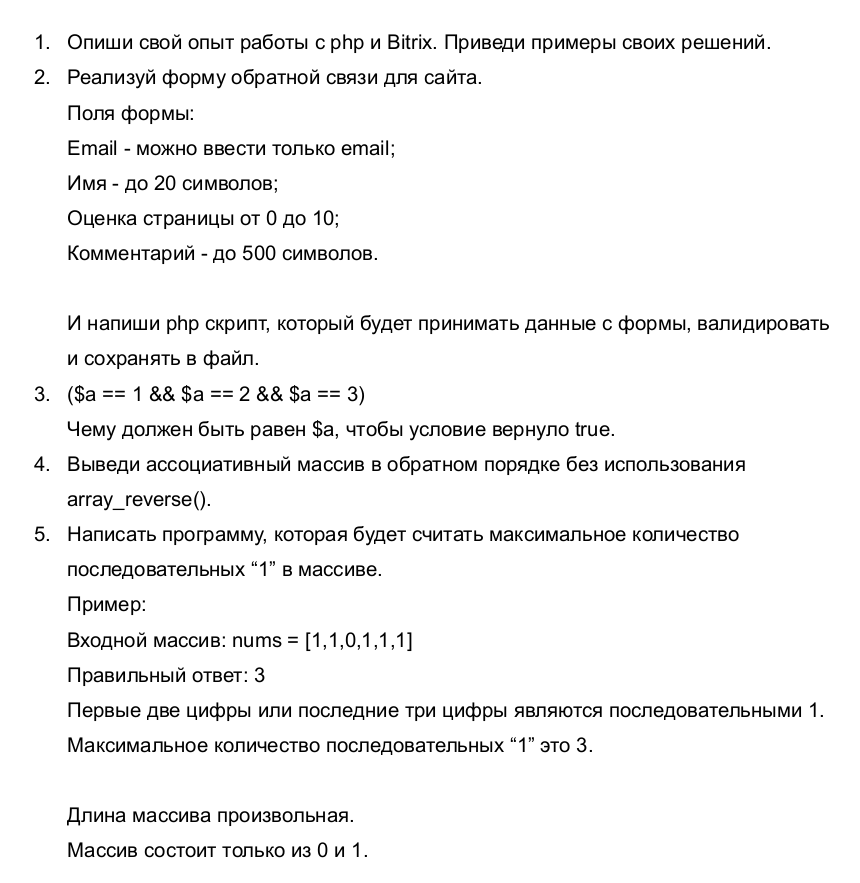 1. Опиши свой опыт работы с php и Bitrix. Приведи примеры своих решений.
2. Реализуй форму обратной связи для сайта.
Поля формы:
Email - можно ввести только email;
Имя - до 20 символов;
Оценка страницы от 0 до 10;
Комментарий - до 500 символов.
И напиши php скрипт, который будет принимать данные с формы, валидировать
и сохранять в файл.
3. ($a == 1 && $a == 2 && $a == 3)
Чему должен быть равен $a, чтобы условие вернуло true.
4. Выведи ассоциативный массив в обратном порядке без использования
array_reverse().
5. Написать программу, которая будет считать максимальное количество
последовательных “1” в массиве.
Пример:
Входной массив: nums = [1,1,0,1,1,1]
Правильный ответ: 3
Первые две цифры или последние три цифры являются последовательными 1.
Максимальное количество последовательных “1” это 3.
Длина массива произвольная.
Массив состоит только из 0 и 1.